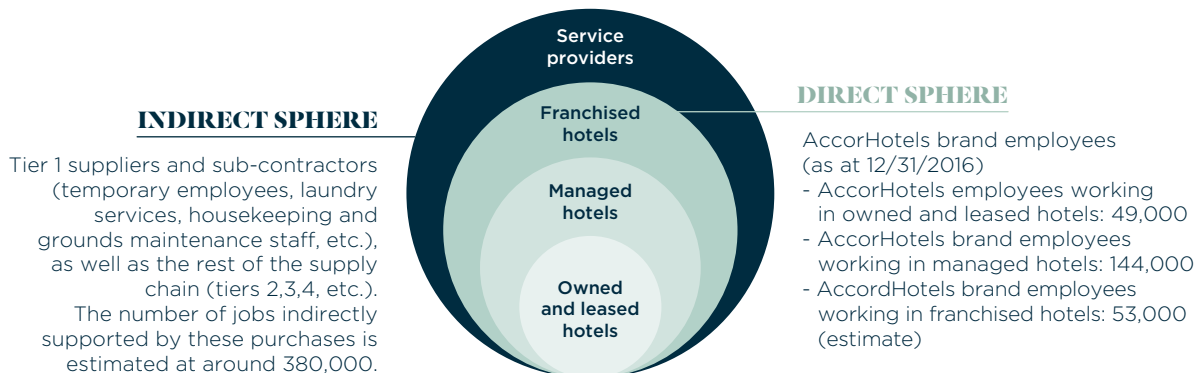 Service
providers
Franchised
hotels
Managed
hotels
Owned
and leased
hotels
INDIRECT SPHERE
Tier 1 suppliers and sub-contractors
(temporary employees, laundry
services, housekeeping and
grounds maintenance staff, etc.),
as well as the rest of the supply
chain (tiers 2,3,4, etc.).
The number of jobs indirectly
supported by these purchases is
estimated at around 380,000.
DIRECT SPHERE
AccorHotels brand employees
(as at 12/31/2016)
- AccorHotels employees working
in owned and leased hotels: 49,000
- AccorHotels brand employees
working in managed hotels: 144,000
- AccordHotels brand employees
working in franchised hotels: 53,000
(estimate)